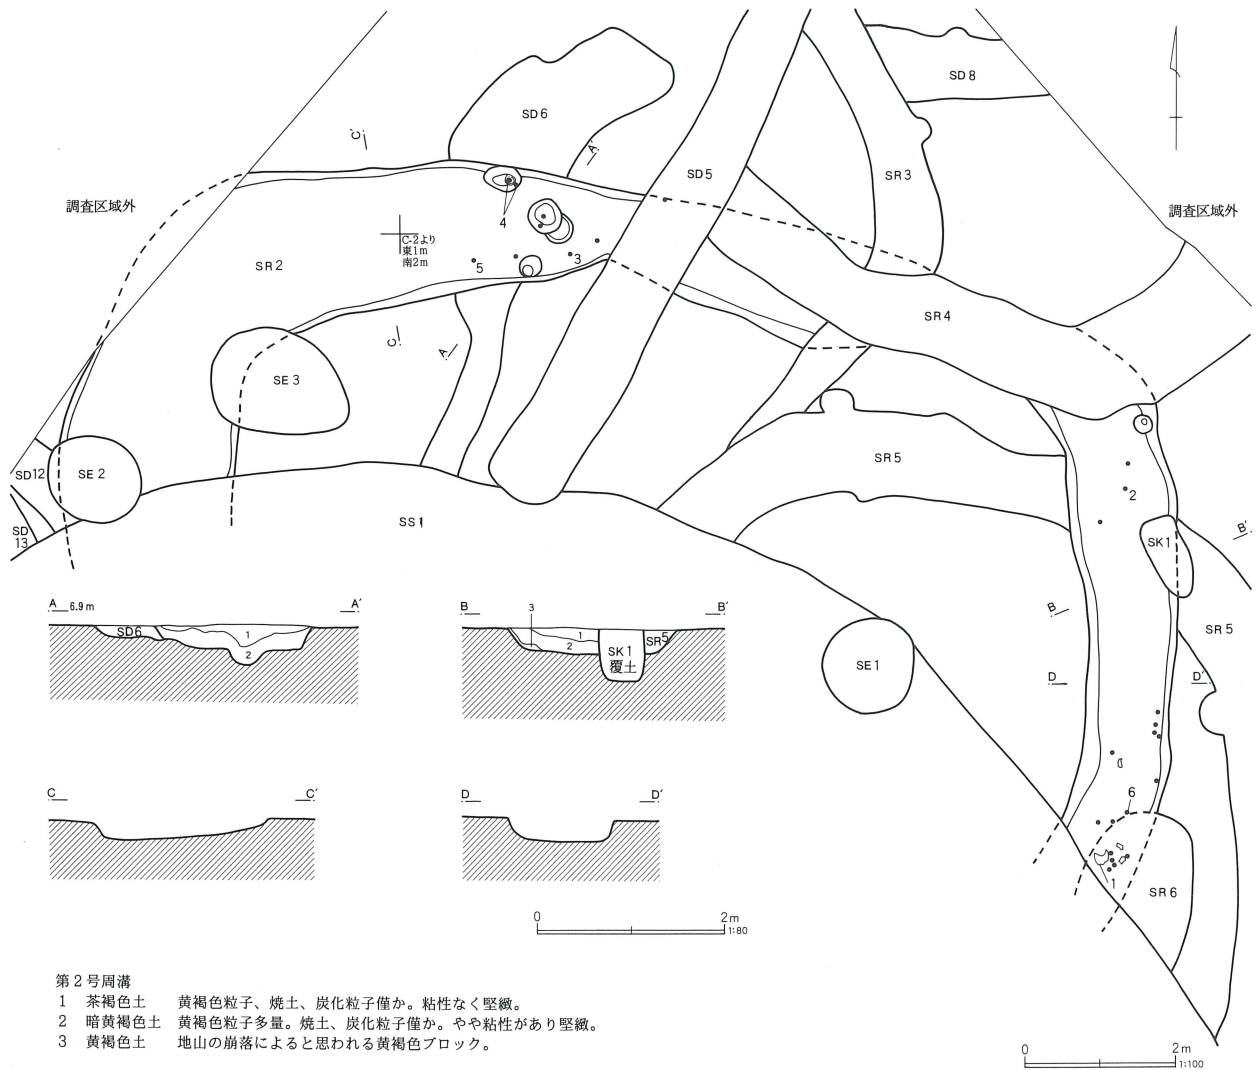 SD8
SD6
C′
A′
SD5
SR3
調査区域外
調査区域外
4
C-2より
東1m
南2m
SR2
5
3
SR4
C
A
SE3
SR5
SD12
SE2
2
SS1
SD
13
SK1
B′
A
6.9m
A′
SD6
1
2
B
3
B′
1
2
SK1
覆土
SR5
B
SR5
SE1
D
D′
C
C′
D
D′
6
1
SR6
0
2m
1:80
第2号周溝
1 茶褐色土 黄褐色粒子、焼土、炭化粒子僅か。粘性なく堅緻。
2 暗黄褐色土 黄褐色粒子多量。焼土、炭化粒子僅か。やや粘性があり堅緻。
3 黄褐色土 地山の崩落によると思われる黄褐色ブロック。
0
2m
1:100